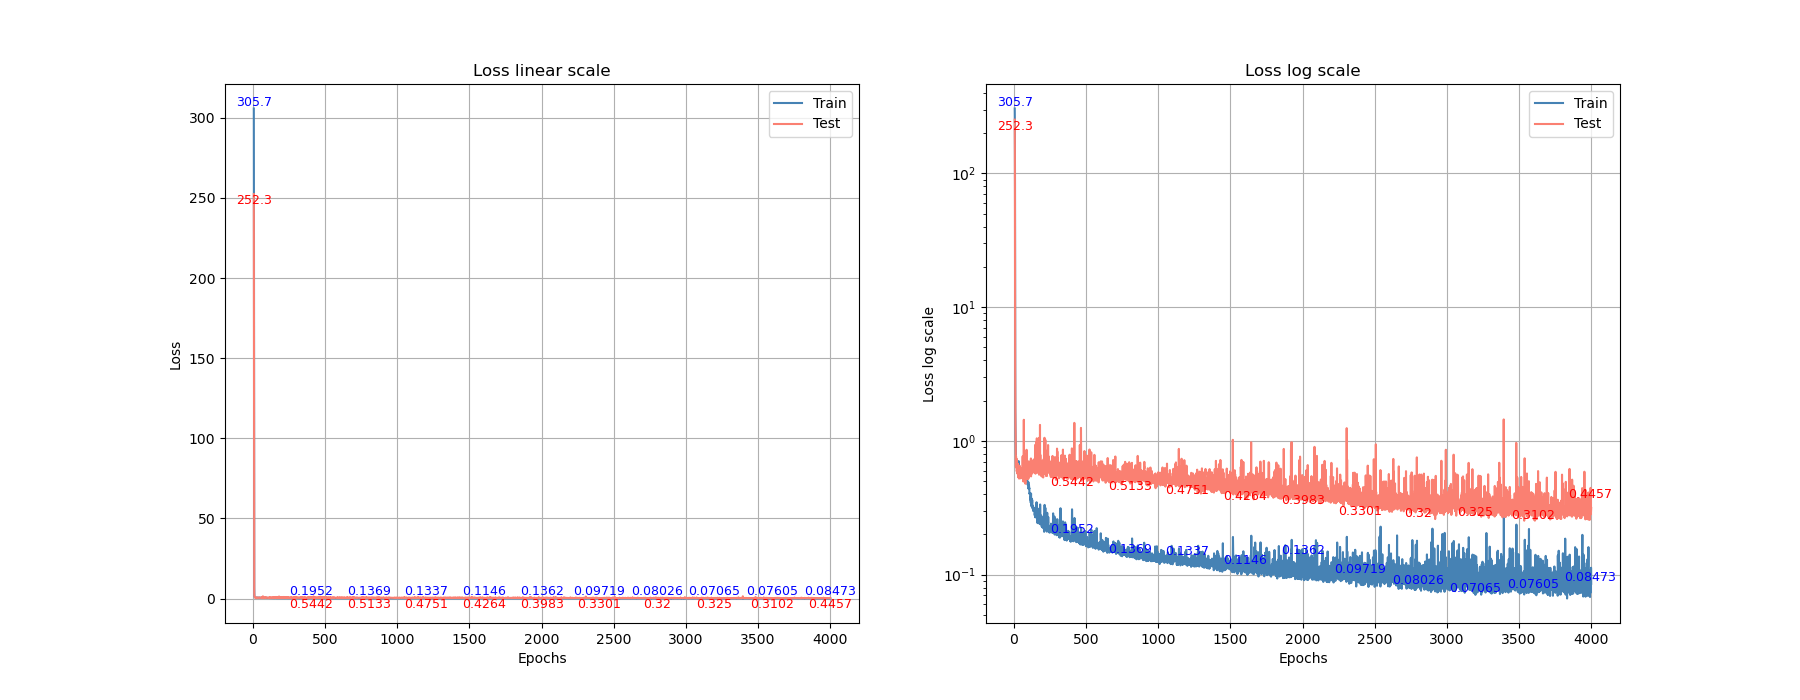 Loss linear scale
305.7
252.3
Train
Test
300
250
200
150
100
50
0
Loss
0.1952 0.1369 0.1337 0.1146 0.1362 0.09719 0.08026 0.07065 0.07605 0.08473
0.5442 0.5133 0.4751 0.4264 0.3983 0.3301 0.32 0.325 0.3102 0.4457
0 500 1000 1500 2000 2500 3000 3500 4000
Epochs
Loss log scale
305.7
252.3
Train
Test
10²
10¹
10⁰
10⁻¹
Loss log scale
0.5442 0.5133 0.4751 0.4264 0.3983 0.3301 0.32 0.325 0.3102 0.4457
0.1952 0.1369 0.1337 0.1146 0.1362 0.09719 0.08026 0.07065 0.07605 0.08473
0 500 1000 1500 2000 2500 3000 3500 4000
Epochs